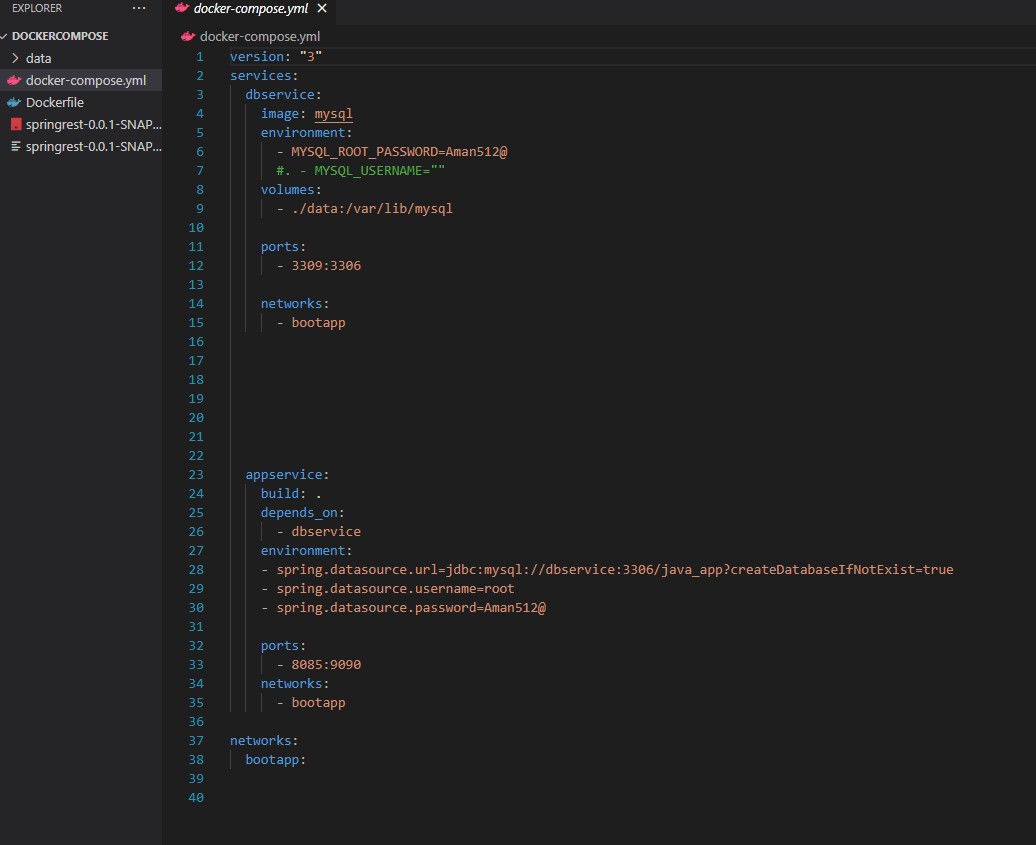 EXPLORER ...
docker-compose.yml ×
DOCKERCOMPOSE
data
docker-compose.yml
Dockerfile
springrest-0.0.1-SNAP...
springrest-0.0.1-SNAP...
docker-compose.yml
1 version: "3"
2 services:
3 dbservice:
4 image: mysql
5 environment:
6 - MYSQL_ROOT_PASSWORD=Aman512@
7 #. - MYSQL_USERNAME=""
8 volumes:
9 - ./data:/var/lib/mysql
10
11 ports:
12 - 3309:3306
13
14 networks:
15 - bootapp
16
17
18
19
20
21
22
23 appservice:
24 build: .
25 depends_on:
26 - dbservice
27 environment:
28 - spring.datasource.url=jdbc:mysql://dbservice:3306/java_app?createDatabaseIfNotExist=true
29 - spring.datasource.username=root
30 - spring.datasource.password=Aman512@
31
32 ports:
33 - 8085:9090
34 networks:
35 - bootapp
36
37 networks:
38 bootapp:
39
40